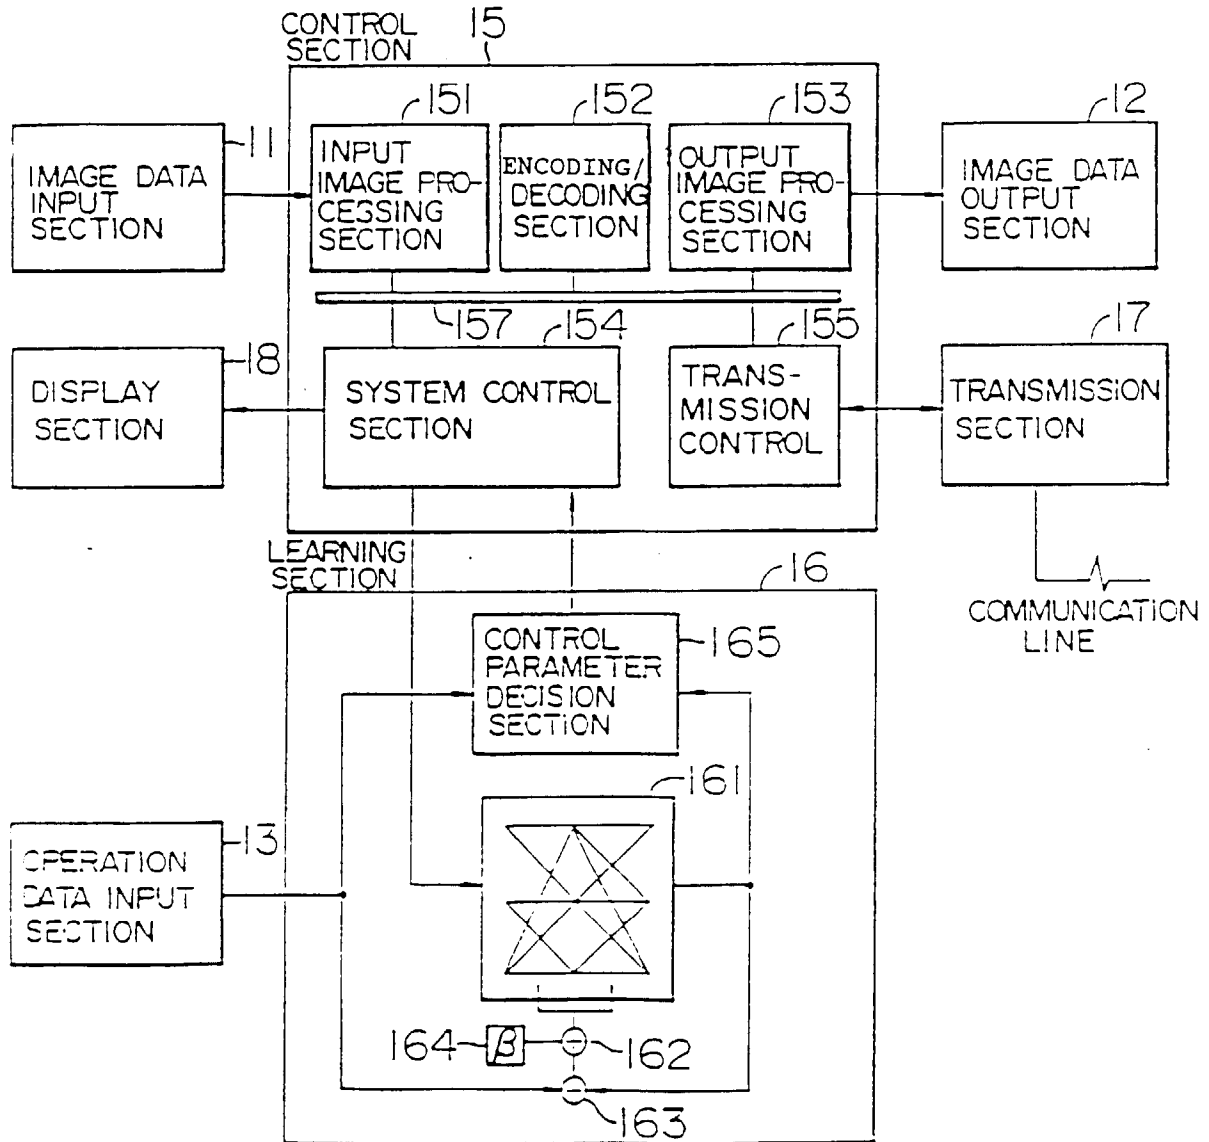 CONTROL
SECTION
15
151
152
153
12
11
IMAGE DATA
INPUT
SECTION
INPUT
IMAGE PRO-
CESSING
SECTION
ENCODING/
DECODING
SECTION
OUTPUT
IMAGE PRO-
CESSING
SECTION
IMAGE DATA
OUTPUT
SECTION
157
154
155
17
18
DISPLAY
SECTION
SYSTEM CONTROL
SECTION
TRANS-
MISSION
CONTROL
TRANSMISSION
SECTION
LEARNING
SECTION
16
COMMUNICATION
LINE
CONTROL
PARAMETER
DECISION
SECTION
165
161
13
OPERATION
DATA INPUT
SECTION
164
β
162
163